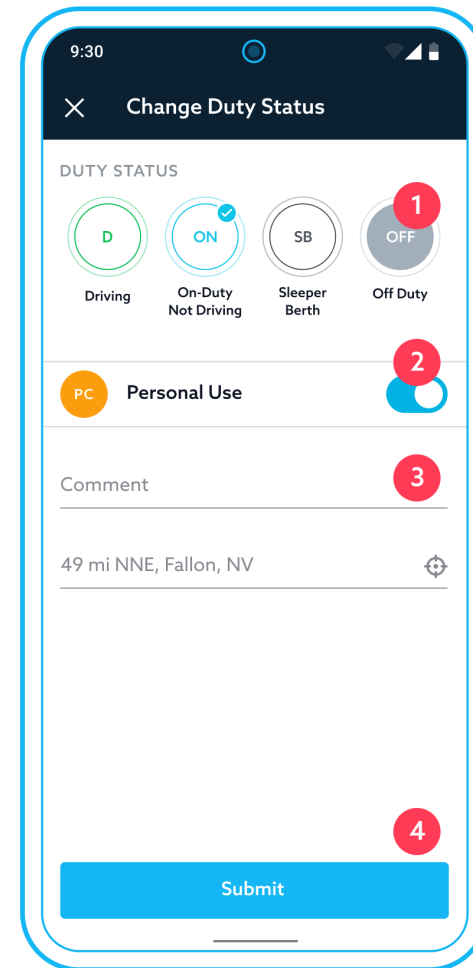 9:30
Change Duty Status
DUTY STATUS
1
D
ON
SB
OFF
Driving
On-Duty
Not Driving
Sleeper
Berth
Off Duty
2
PC
Personal Use
Comment
3
49 mi NNE, Fallon, NV
4
Submit